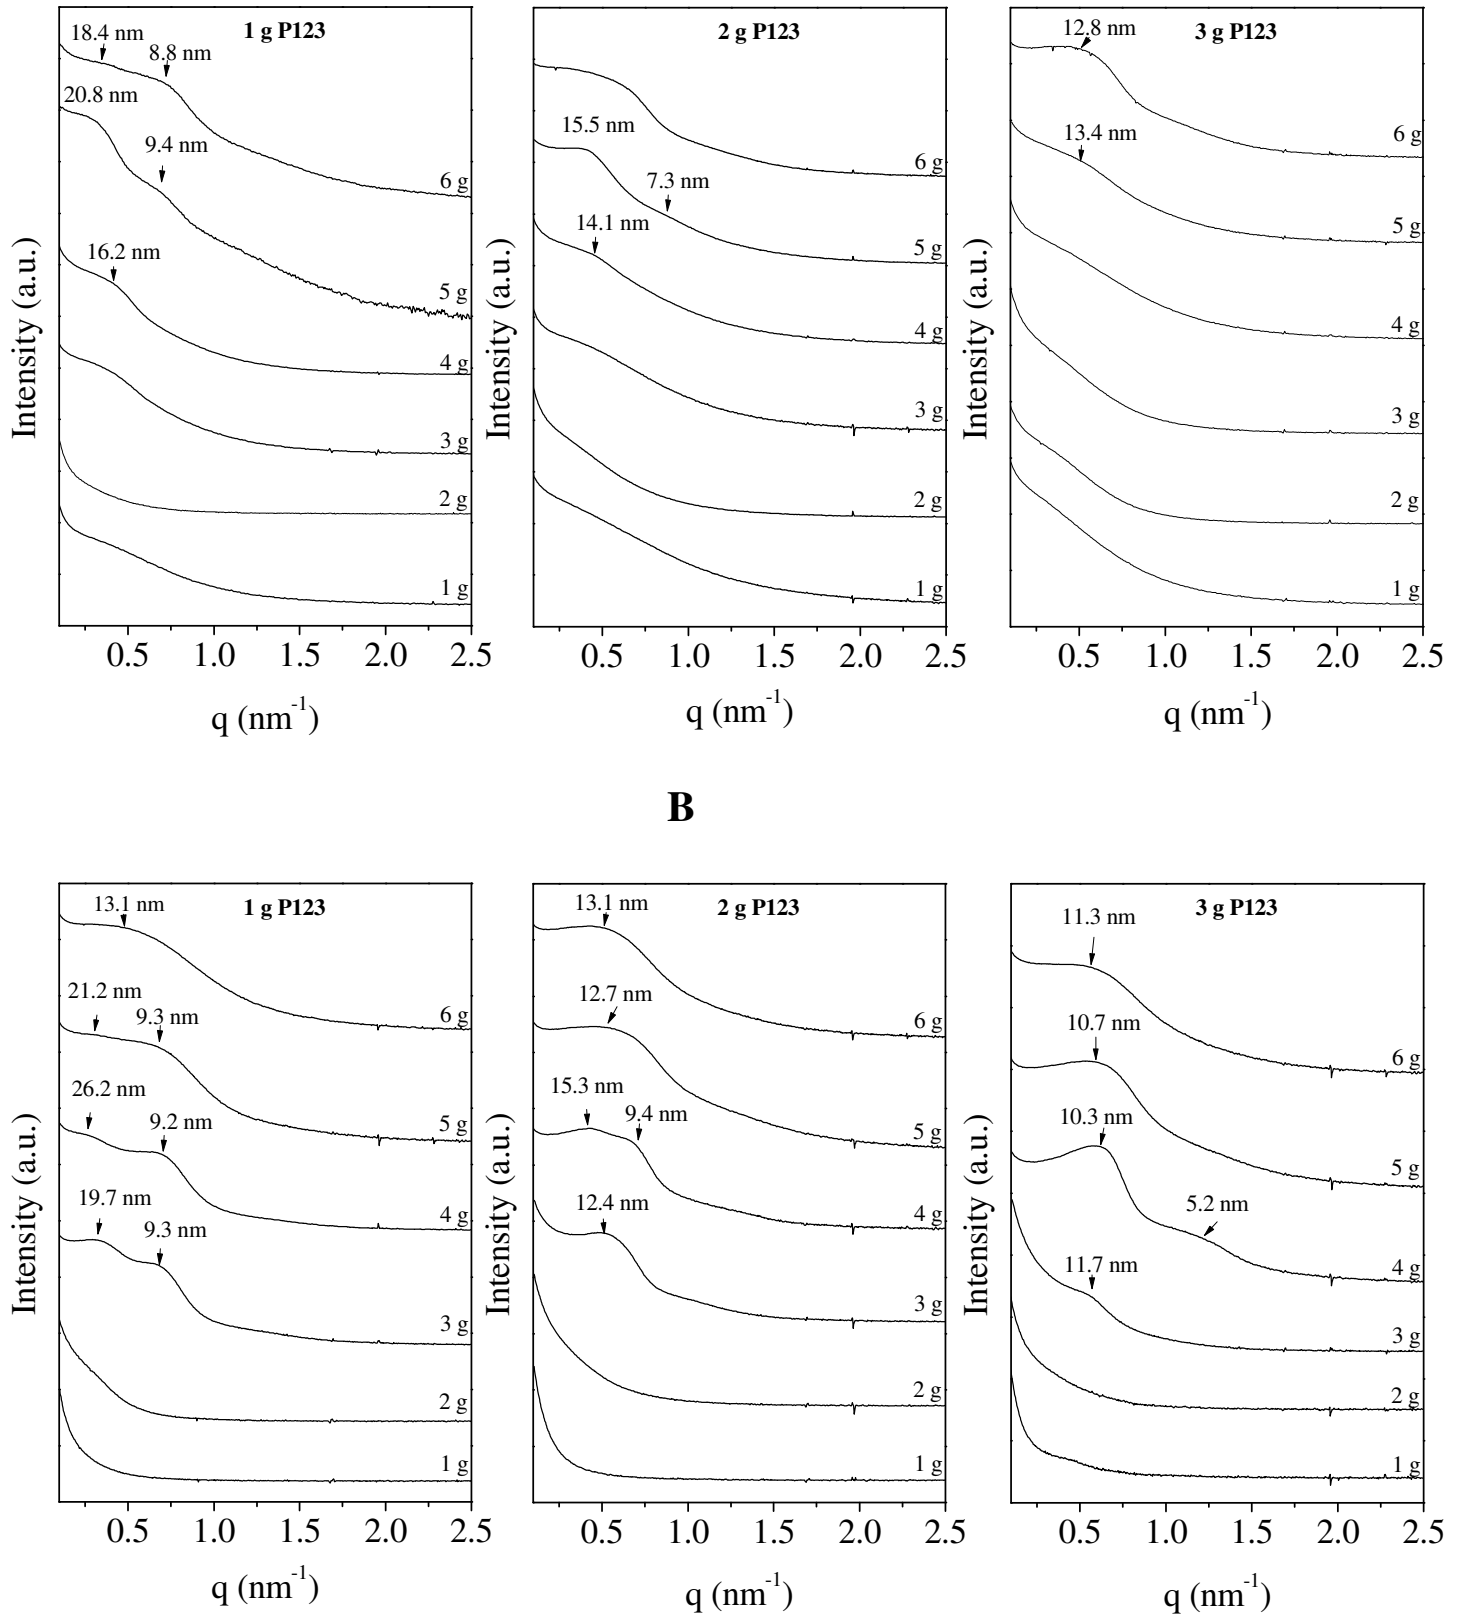 1 g P123
18.4 nm
8.8 nm
20.8 nm
9.4 nm
16.2 nm
6 g
5 g
4 g
3 g
2 g
1 g
Intensity (a.u.)
0.5 1.0 1.5 2.0 2.5
q (nm-1)
2 g P123
15.5 nm
7.3 nm
14.1 nm
6 g
5 g
4 g
3 g
2 g
1 g
Intensity (a.u.)
0.5 1.0 1.5 2.0 2.5
q (nm-1)
3 g P123
12.8 nm
13.4 nm
6 g
5 g
4 g
3 g
2 g
1 g
Intensity (a.u.)
0.5 1.0 1.5 2.0 2.5
q (nm-1)
B
1 g P123
13.1 nm
21.2 nm
9.3 nm
26.2 nm
9.2 nm
19.7 nm
9.3 nm
6 g
5 g
4 g
3 g
2 g
1 g
Intensity (a.u.)
0.5 1.0 1.5 2.0 2.5
q (nm-1)
2 g P123
13.1 nm
12.7 nm
15.3 nm
9.4 nm
12.4 nm
6 g
5 g
4 g
3 g
2 g
1 g
Intensity (a.u.)
0.5 1.0 1.5 2.0 2.5
q (nm-1)
3 g P123
11.3 nm
10.7 nm
10.3 nm
5.2 nm
11.7 nm
6 g
5 g
4 g
3 g
2 g
1 g
Intensity (a.u.)
0.5 1.0 1.5 2.0 2.5
q (nm-1)